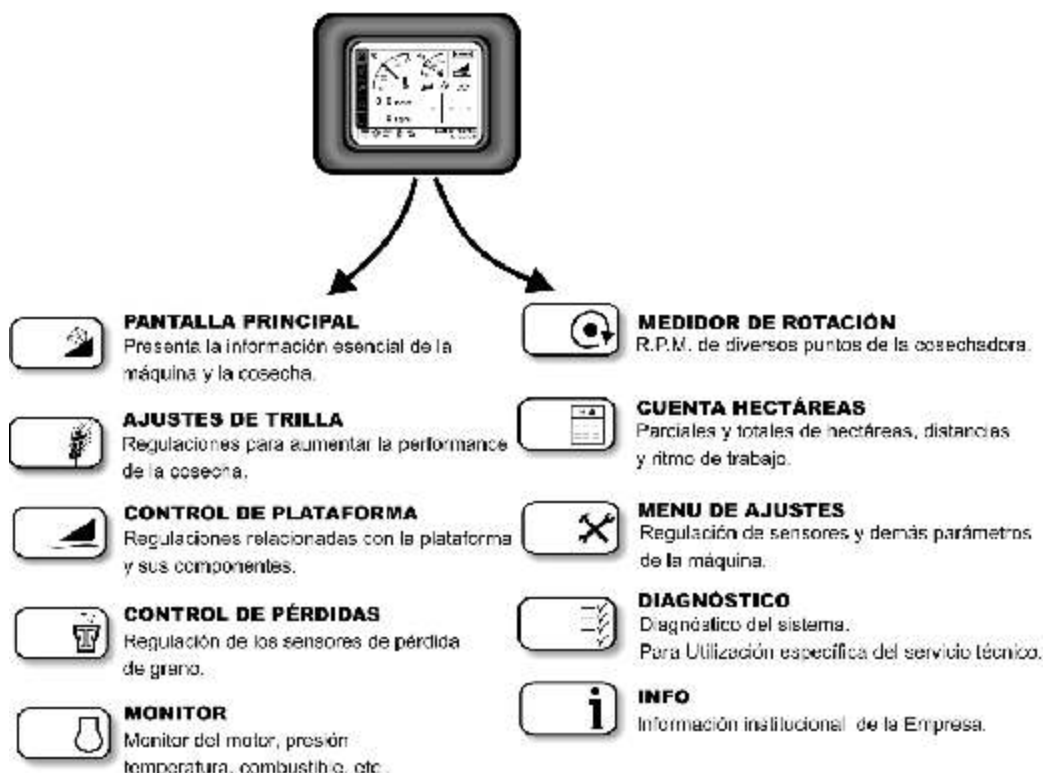 PANTALLA PRINCIPAL
Presenta la información esencial de la
máquina y la cosecha.
AJUSTES DE TRILLA
Regulaciones para aumentar la performance
de la cosecha.
CONTROL DE PLATAFORMA
Regulaciones relacionadas con la plataforma
y sus componentes.
CONTROL DE PÉRDIDAS
Regulación de los sensores de pérdida
de grano.
MONITOR
Monitor del motor, presión
temperatura, combustible, etc.
MEDIDOR DE ROTACIÓN
R.P.M. de diversos puntos de la cosechadora.
CUENTA HECTÁREAS
Parciales y totales de hectáreas, distancias
y ritmo de trabajo.
MENU DE AJUSTES
Regulación de sensores y demás parámetros
de la máquina.
DIAGNÓSTICO
Diagnóstico del sistema.
Para Utilización específica del servicio técnico.
i
INFO
Información institucional de la Empresa.